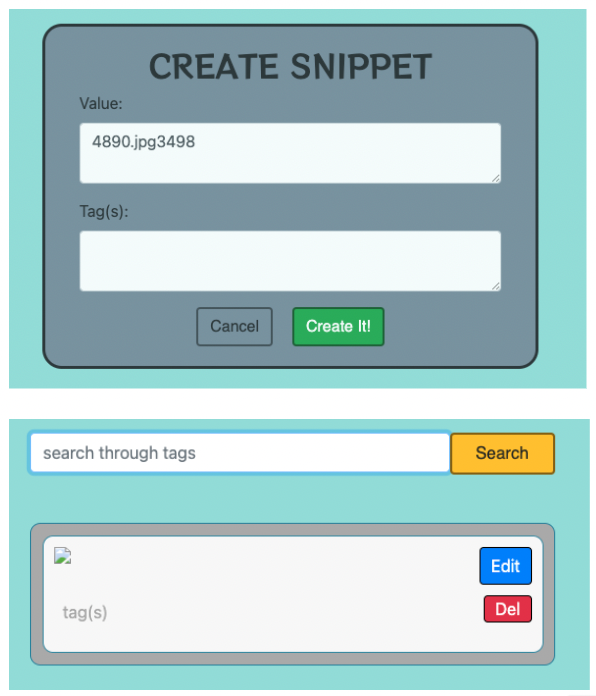 CREATE SNIPPET
Value:
4890.jpg3498
Tag(s):
Cancel Create It!
search through tags Search
Edit
tag(s) Del